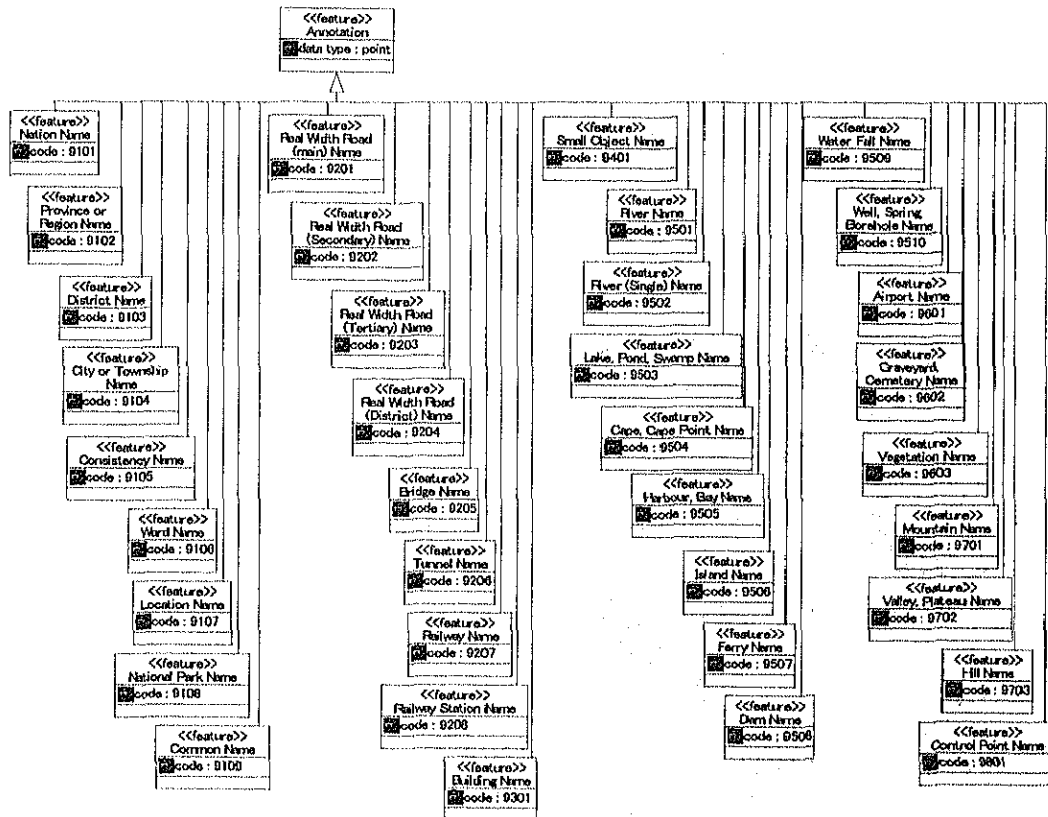 <<feature>>
Annotation
data type : point
<<feature>>
Nation Name
code : 9101
<<feature>>
Province or
Region Name
code : 9102
<<feature>>
District Name
code : 9103
<<feature>>
City or Township
Name
code : 9104
<<feature>>
Consistency Name
code : 9105
<<feature>>
Ward Name
code : 9106
<<feature>>
Location Name
code : 9107
<<feature>>
National Park Name
code : 9108
<<feature>>
Common Name
code : 9109
<<feature>>
Real Width Road
(main) Name
code : 9201
<<feature>>
Real Width Road
(Secondary) Name
code : 9202
<<feature>>
Real Width Road
(Tertiary) Name
code : 9203
<<feature>>
Real Width Road
(District) Name
code : 9204
<<feature>>
Bridge Name
code : 9205
<<feature>>
Tunnel Name
code : 9206
<<feature>>
Railway Name
code : 9207
<<feature>>
Railway Station Name
code : 9208
<<feature>>
Building Name
code : 9301
<<feature>>
Small Object Name
code : 9401
<<feature>>
River Name
code : 9501
<<feature>>
River (Single) Name
code : 9502
<<feature>>
Lake, Pond, Swamp Name
code : 9503
<<feature>>
Cape, Cape Point Name
code : 9504
<<feature>>
Harbour, Bay Name
code : 9505
<<feature>>
Island Name
code : 9506
<<feature>>
Ferry Name
code : 9507
<<feature>>
Dam Name
code : 9508
<<feature>>
Water Fall Name
code : 9509
<<feature>>
Well, Spring
Borehole Name
code : 9510
<<feature>>
Airport Name
code : 9601
<<feature>>
Graveyard,
Cemetery Name
code : 9602
<<feature>>
Vegetation Name
code : 9603
<<feature>>
Mountain Name
code : 9701
<<feature>>
Valley, Plateau Name
code : 9702
<<feature>>
Hill Name
code : 9703
<<feature>>
Control Point Name
code : 9801